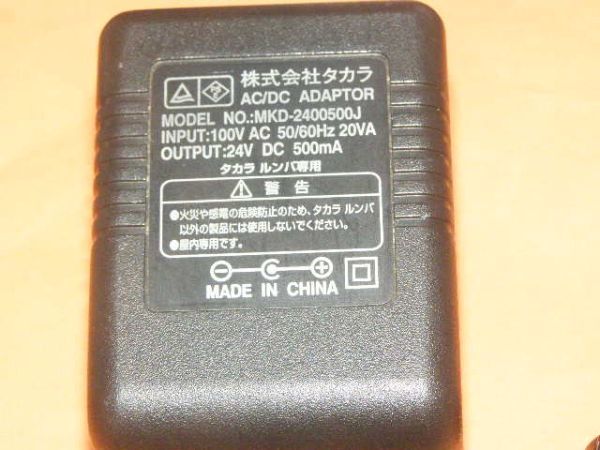 株式会社タカラ
AC/DC ADAPTOR
MODEL NO.:MKD-2400500J
INPUT:100V AC 50/60Hz 20VA
OUTPUT:24V DC 500mA
タカラ ルンバ専用
警告
●火災や感電の危険防止のため、タカラ ルンバ
以外の製品には使用しないでください。
●屋内専用です。
MADE IN CHINA